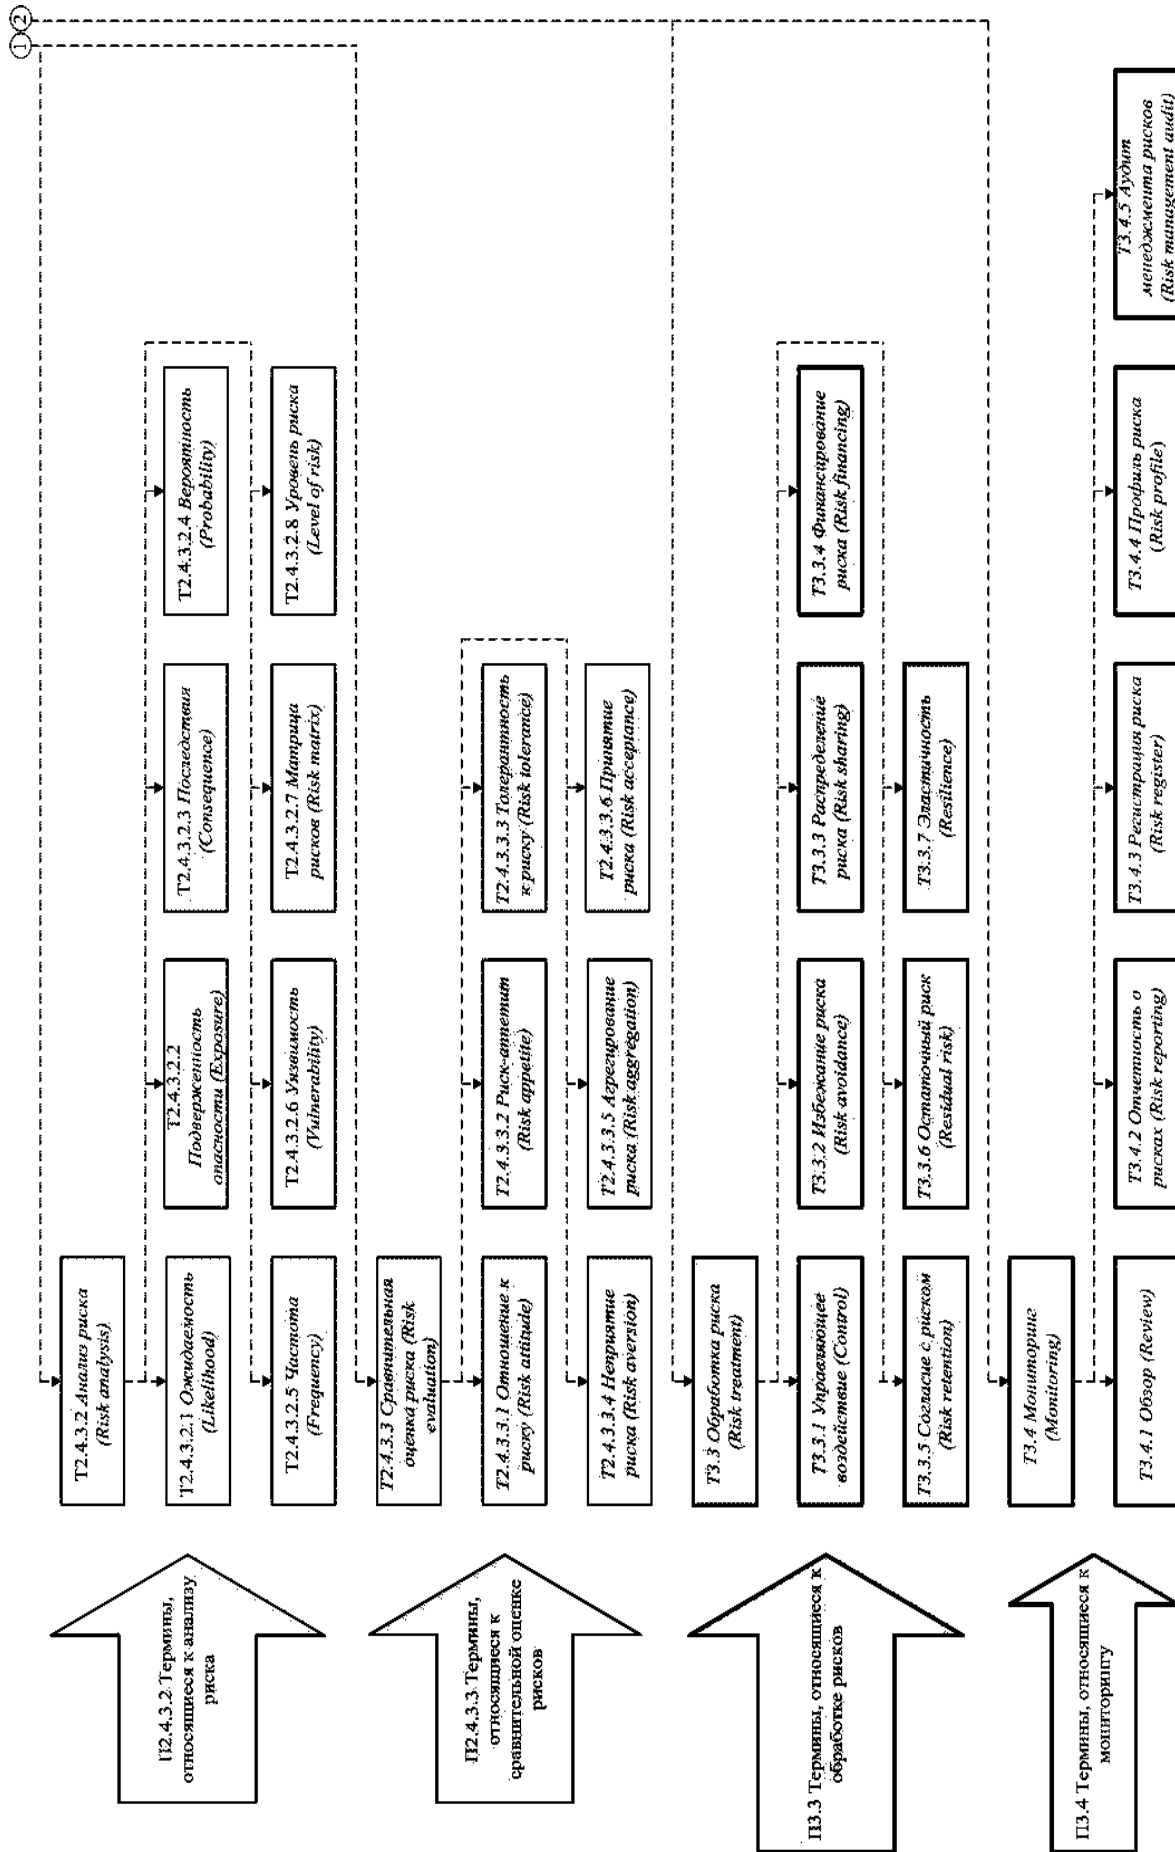 1
2
П2.4.3.2 Термины,
относящиеся к анализу
риска
Т2.4.3.2 Анализ риска
(Risk analysis)
Т2.4.3.2.1 Ожидаемость
(Likelihood)
Т2.4.3.2.2
Подверженность
опасности (Exposure)
Т2.4.3.2.3 Последствия
(Consequence)
Т2.4.3.2.4 Вероятность
(Probability)
Т2.4.3.2.5 Частота
(Frequency)
Т2.4.3.2.6 Уязвимость
(Vulnerability)
Т2.4.3.2.7 Матрица
рисков (Risk matrix)
Т2.4.3.2.8 Уровень риска
(Level of risk)
П2.4.3.3 Термины,
относящиеся к
сравнительной оценке
рисков
Т2.4.3.3 Сравнительная
оценка риска (Risk
evaluation)
Т2.4.3.3.1 Отношение к
риску (Risk attitude)
Т2.4.3.3.2 Риск-аппетит
(Risk appetite)
Т2.4.3.3.3 Толерантность
к риску (Risk tolerance)
Т2.4.3.3.4 Неприятие
риска (Risk aversion)
Т2.4.3.3.5 Агрегирование
риска (Risk aggregation)
Т2.4.3.3.6 Принятие
риска (Risk acceptance)
П3.3 Термины, относящиеся к
обработке рисков
Т3.3 Обработка риска
(Risk treatment)
Т3.3.1 Управляющее
воздействие (Control)
Т3.3.2 Избежание риска
(Risk avoidance)
Т3.3.3 Распределение
риска (Risk sharing)
Т3.3.4 Финансирование
риска (Risk financing)
Т3.3.5 Согласие с риском
(Risk retention)
Т3.3.6 Остаточный риск
(Residual risk)
Т3.3.7 Эластичность
(Resilience)
П3.4 Термины, относящиеся к
мониторингу
Т3.4 Мониторинг
(Monitoring)
Т3.4.1 Обзор (Review)
Т3.4.2 Отчетность о
рисках (Risk reporting)
Т3.4.3 Регистрация риска
(Risk register)
Т3.4.4 Профиль риска
(Risk profile)
Т3.4.5 Аудит
менеджмента рисков
(Risk management audit)